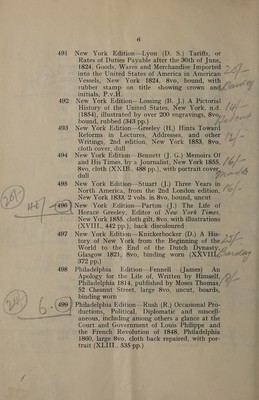 6
491 New York Edition—Lyon (D. S.) Tariffs, or
Rates of Duties Payable after the 30th of June,
1824, Goods, Wares and Merchandise Imported
into the United States of America in American
Vessels, New York 1824, 8vo, bound, with
rubber stamp on title showing crown and
initials, P.v.H.
492 New York Edition—Lossing (B. J.) A Pictorial
History of the United States, New York, n.d.
(1854), illustrated by over 200 engravings, 8vo,
bound, rubbed (343 pp.)
493 New York Edition—Greeley (H.) Hints Toward
Reforms in Lectures, Addresses, and other
Writings, 2nd edition, New York 1853, 8vo,
cloth cover, dull
494 New York Edition—Bennett (J. G.) Memoirs Of
and His Times, by a Journalist, New York 1855,
8vo, cloth (XXIII, 488 pp.), with portrait cover
dull
495 New York Edition—Stuart (J.) Three Years in
North America, from the 2nd London edition,
New York 1833, 2 vols. in 8vo, bound, uncut
496 New York Edition—Parton (J.) The Life of
Horace Greeley, Editor of New York Times,
New York 1855, cloth gilt, 8vo, with illustrations
(XVIII., 442 pp.), back discoloured
497 New York Edition—Knickerbocker (D.) A His-
tory of New York from the Beginning of the
World to the End of the Dutch Dynasty,
Glasgow 1821, 8vo, binding worn (XXVIII,
372 pp.)
498 Philadelphia Edition—Fennell (James) An
Apology for the Life of, Written by Himself,
Philadelphia 1814, published by Moses Thomas,
52 Chesnut Street, large 8vo, uncut, boards,
binding worn
499 Philadelphia Edition—Rush (R.) Occasional Pro-
ductions, Political, Diplomatic and miscell-
aneous, including among others a glance at the
Court and Government of Louis Philippe and
the French Revolution of 1848, Philadelphia
1860, large 8vo, cloth back repaired, with por-
trait (XLIII., 535 pp.)